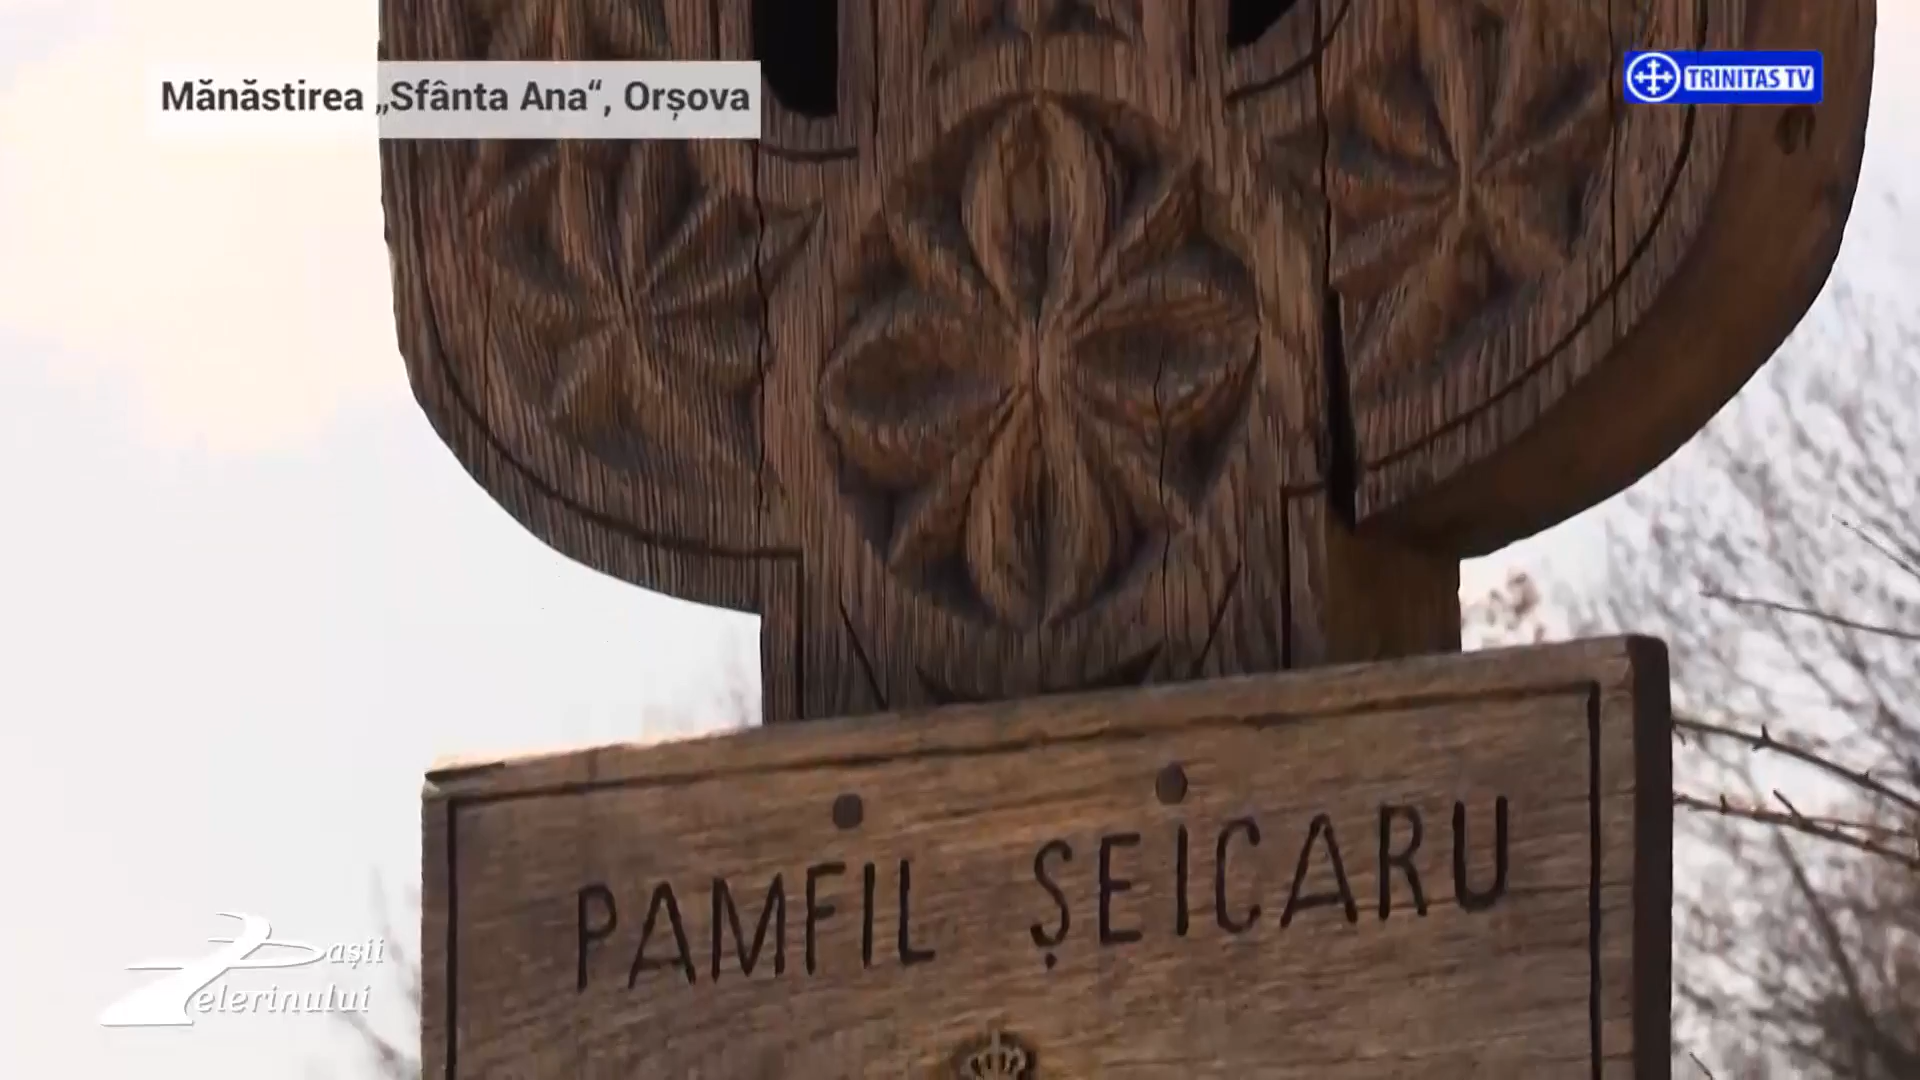 Mănăstirea „Sfânta Ana“, Orșova
TRINITAS TV
PAMFIL ȘEICARU
Pașii
Pelerinului